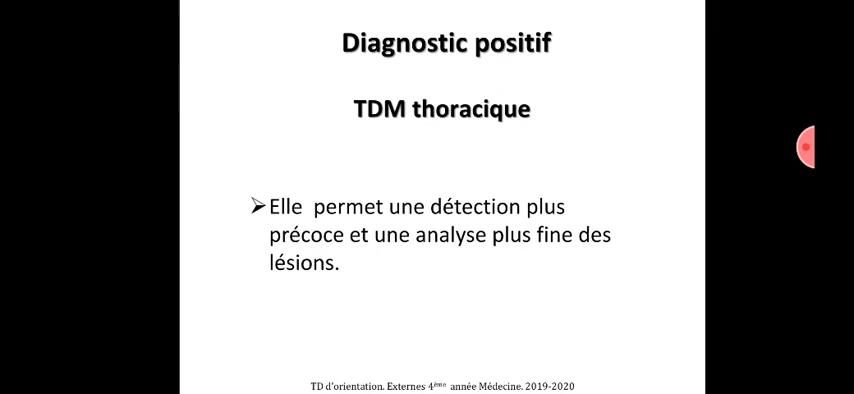 Diagnostic positif
TDM thoracique
➢Elle permet une détection plus
précoce et une analyse plus fine des
lésions.
TD d'orientation. Externes 4ème année Médecine. 2019-2020